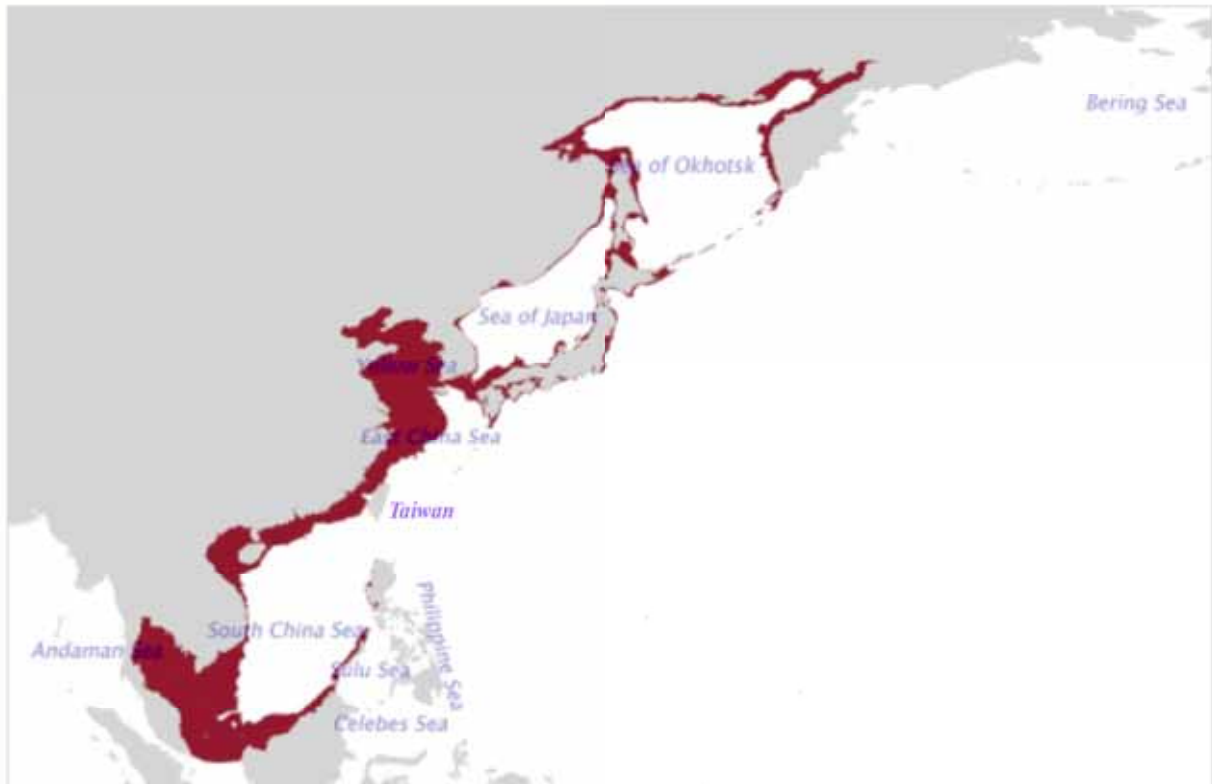 Bering Sea
Sea of Okhotsk
Sea of Japan
Yellow Sea
East China Sea
Taiwan
Philippine Sea
South China Sea
Andaman Sea
Sulu Sea
Celebes Sea